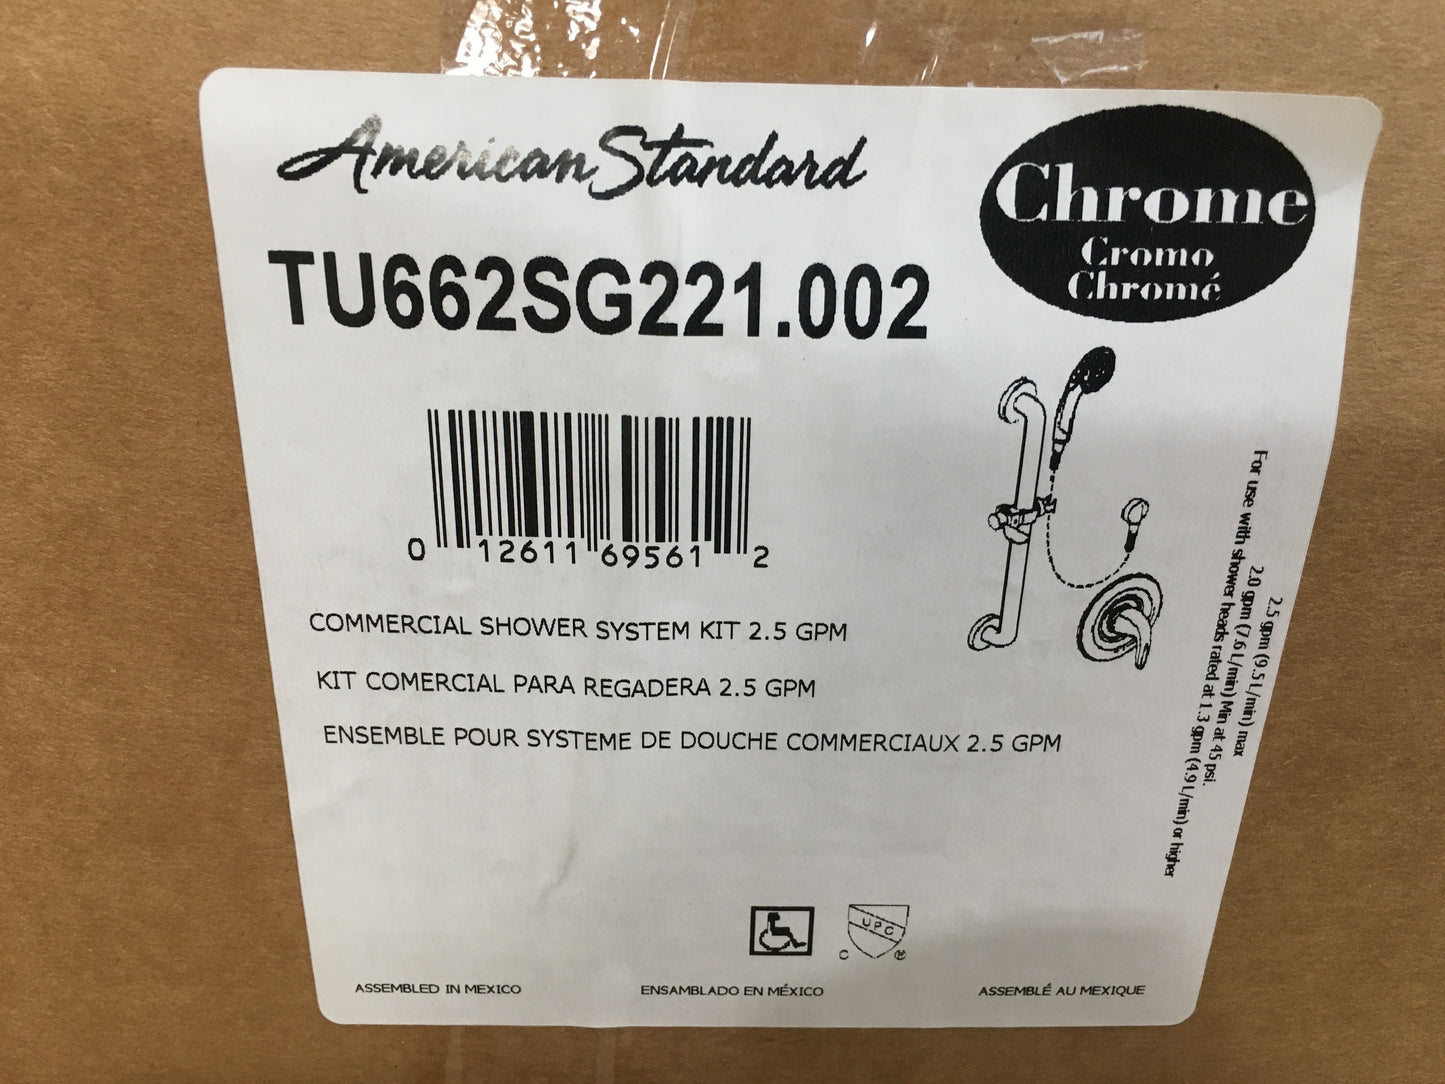 American Standard
Chrome
Cromo
Chromé
TU662SG221.002
0 12611 69561 2
COMMERCIAL SHOWER SYSTEM KIT 2.5 GPM
KIT COMERCIAL PARA REGADERA 2.5 GPM
ENSEMBLE POUR SYSTEME DE DOUCHE COMMERCIAUX 2.5 GPM
2.5 gpm (9.5 L/min) max
2.0 gpm (7.6 L/min) Min at 45 psi.
For use with shower heads rated at 1.3 gpm (4.9 L/min) or higher
UPC
C ®
ASSEMBLED IN MEXICO
ENSAMBLADO EN MÉXICO
ASSEMBLÉ AU MEXIQUE